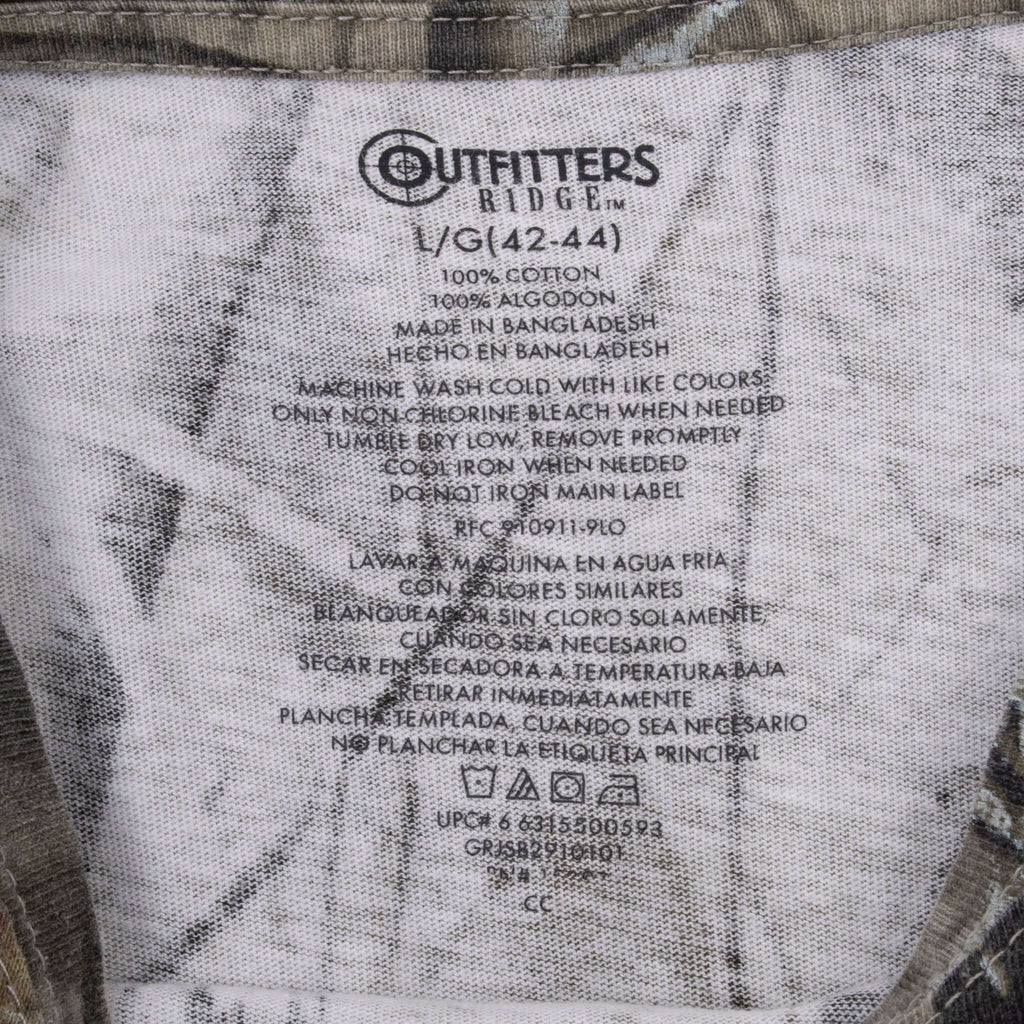 OUTFITTERS
RIDGE™
L/G(42-44)
100% COTTON
100% ALGODON
MADE IN BANGLADESH
HECHO EN BANGLADESH
MACHINE WASH COLD WITH LIKE COLORS
ONLY NON CHLORINE BLEACH WHEN NEEDED
TUMBLE DRY LOW, REMOVE PROMPTLY
COOL IRON WHEN NEEDED
DO NOT IRON MAIN LABEL
RFC 910911-9L0
LAVAR A MAQUINA EN AGUA FRIA
CON COLORES SIMILARES
BLANQUEADOR SIN CLORO SOLAMENTE,
CUANDO SEA NECESARIO
SECAR EN SECADORA A TEMPERATURA BAJA
RETIRAR INMEDIATAMENTE
PLANCHA TEMPLADA, CUANDO SEA NECESARIO
NO PLANCHAR LA ETIQUETA PRINCIPAL
UPC# 6 6315500593
GRJSB2910101
CC